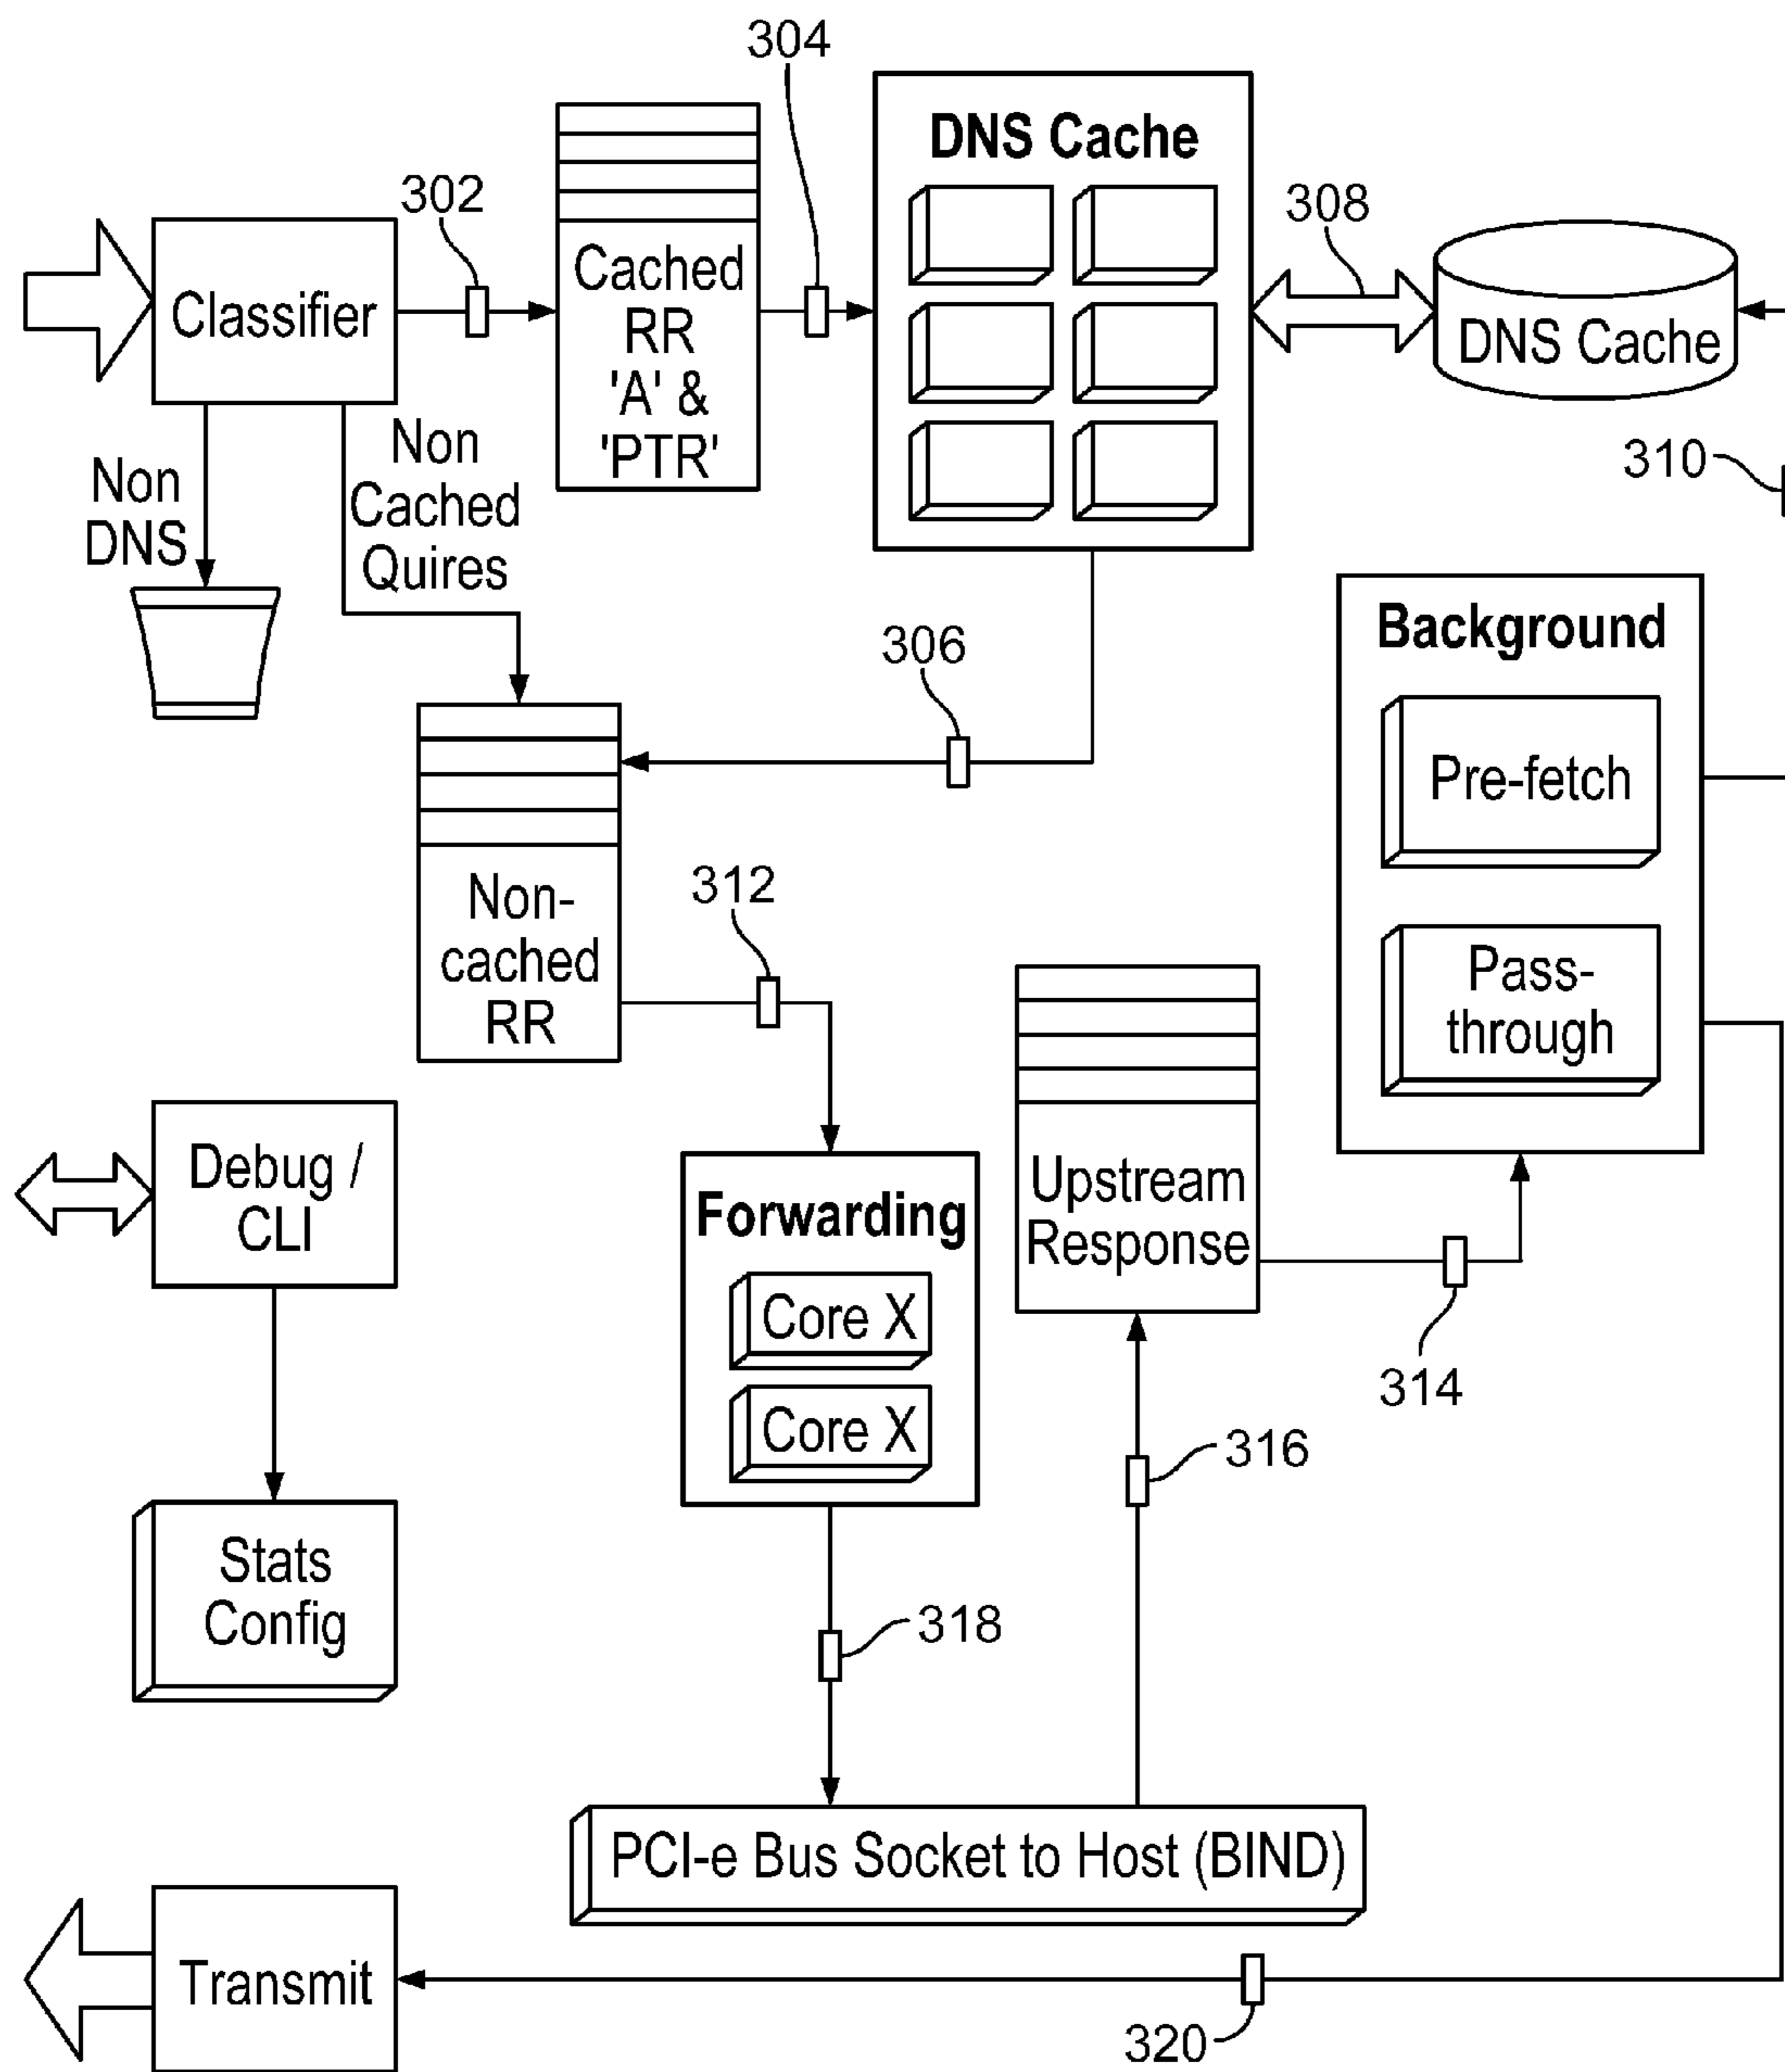 304
DNS Cache
302
308
Classifier
Cached
RR
'A' &
'PTR'
DNS Cache
310
Non
DNS
Non
Cached
Quires
306
Background
Pre-fetch
Pass-
through
Non-
cached
RR
312
Debug /
CLI
Forwarding
Core X
Core X
Upstream
Response
314
316
Stats
Config
318
PCI-e Bus Socket to Host (BIND)
Transmit
320